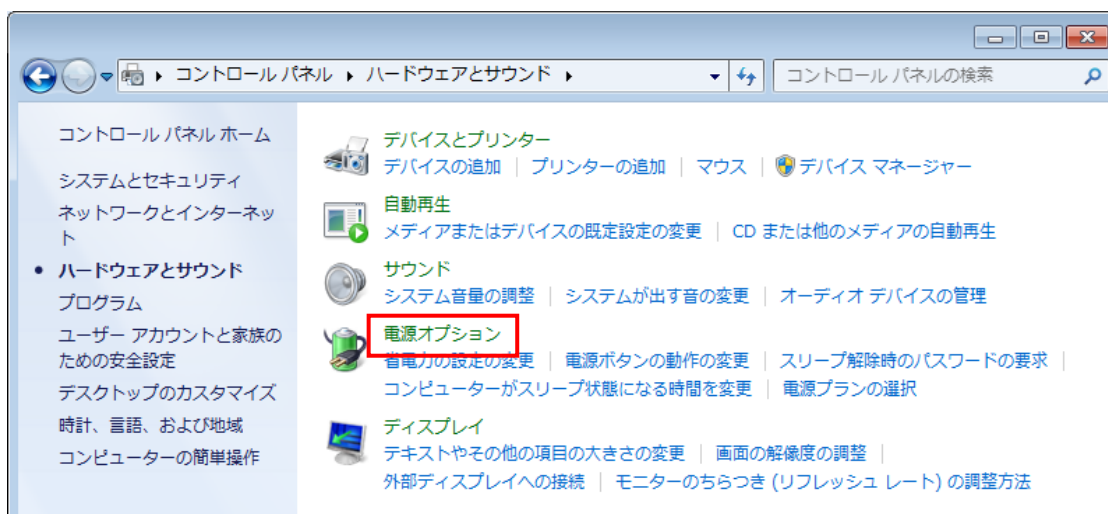 コントロール パネル ハードウェアとサウンド コントロール パネルの検索
コントロール パネル ホーム
システムとセキュリティ
ネットワークとインターネッ
ト
ハードウェアとサウンド
プログラム
ユーザー アカウントと家族の
ための安全設定
デスクトップのカスタマイズ
時計、言語、および地域
コンピューターの簡単操作
デバイスとプリンター
デバイスの追加 | プリンターの追加 | マウス | デバイス マネージャー
自動再生
メディアまたはデバイスの既定設定の変更 | CD または他のメディアの自動再生
サウンド
システム音量の調整 | システムが出す音の変更 | オーディオ デバイスの管理
電源オプション
省電力の設定の変更 | 電源ボタンの動作の変更 | スリープ解除時のパスワードの要求 |
コンピューターがスリープ状態になる時間を変更 | 電源プランの選択
ディスプレイ
テキストやその他の項目の大きさの変更 | 画面の解像度の調整 |
外部ディスプレイへの接続 | モニターのちらつき (リフレッシュ レート) の調整方法